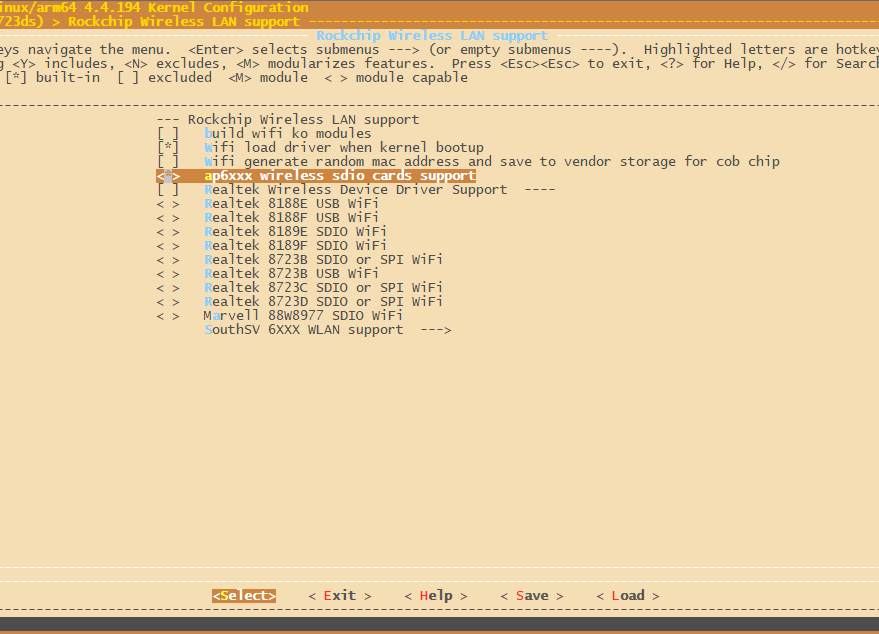 inux/arm64 4.4.194 Kernel Configuration
723ds) > Rockchip Wireless LAN support
Rockchip Wireless LAN support
eys navigate the menu.  <Enter> selects submenus ---> (or empty submenus ----).  Highlighted letters are hotkey
g <Y> includes, <N> excludes, <M> modularizes features.  Press <Esc><Esc> to exit, <?> for Help, </> for Search
[*] built-in  [ ] excluded  <M> module  < > module capable
--- Rockchip Wireless LAN support
[ ]   build wifi ko modules
[*]   Wifi load driver when kernel bootup
[ ]   Wifi generate random mac address and save to vendor storage for cob chip
< >   ap6xxx wireless sdio cards support
[ ]   Realtek Wireless Device Driver Support  ----
< >   Realtek 8188E USB WiFi
< >   Realtek 8188F USB WiFi
< >   Realtek 8189E SDIO WiFi
< >   Realtek 8189F SDIO WiFi
< >   Realtek 8723B SDIO or SPI WiFi
< >   Realtek 8723B USB WiFi
< >   Realtek 8723C SDIO or SPI WiFi
< >   Realtek 8723D SDIO or SPI WiFi
< >   Marvell 88W8977 SDIO WiFi
SouthSV 6XXX WLAN support  --->
<Select>    < Exit >    < Help >    < Save >    < Load >